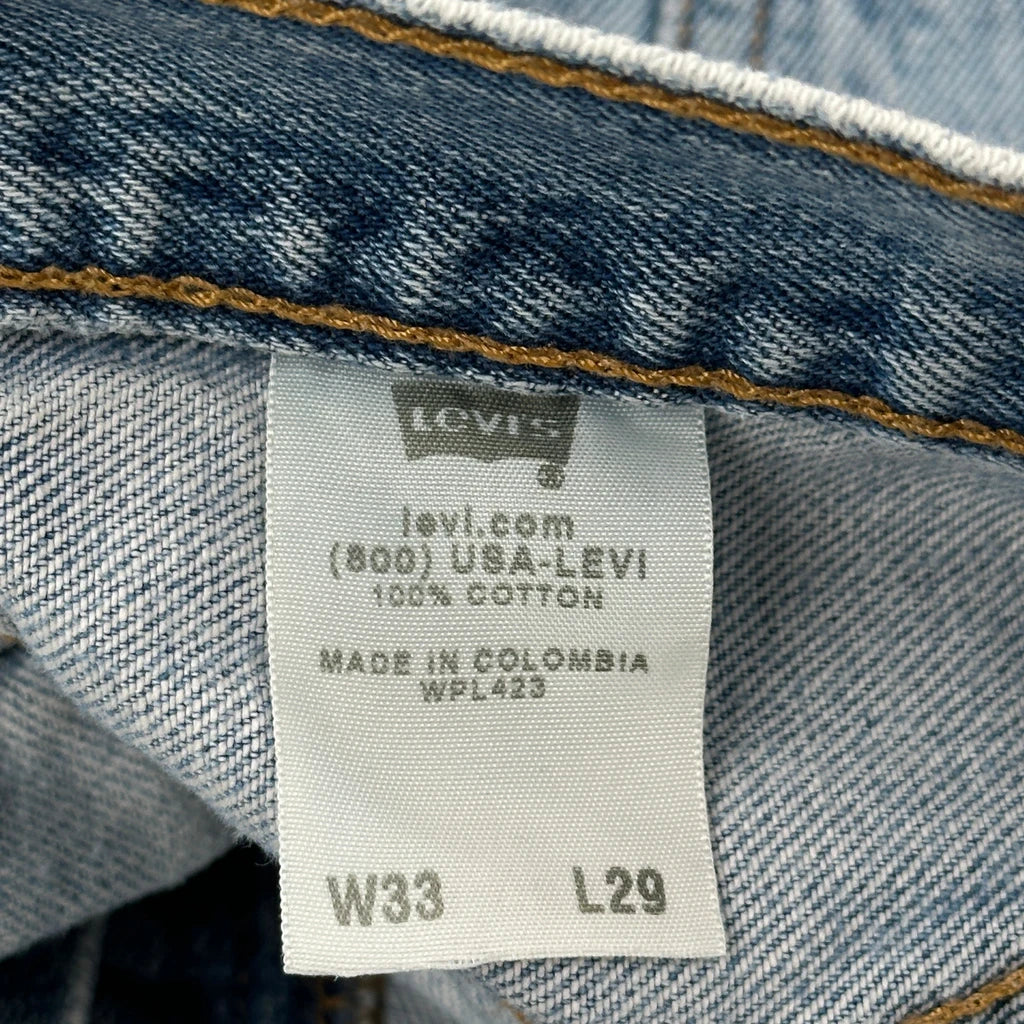 Levi's
®
levi.com
(800) USA-LEVI
100% COTTON
MADE IN COLOMBIA
WPL423
W33 L29